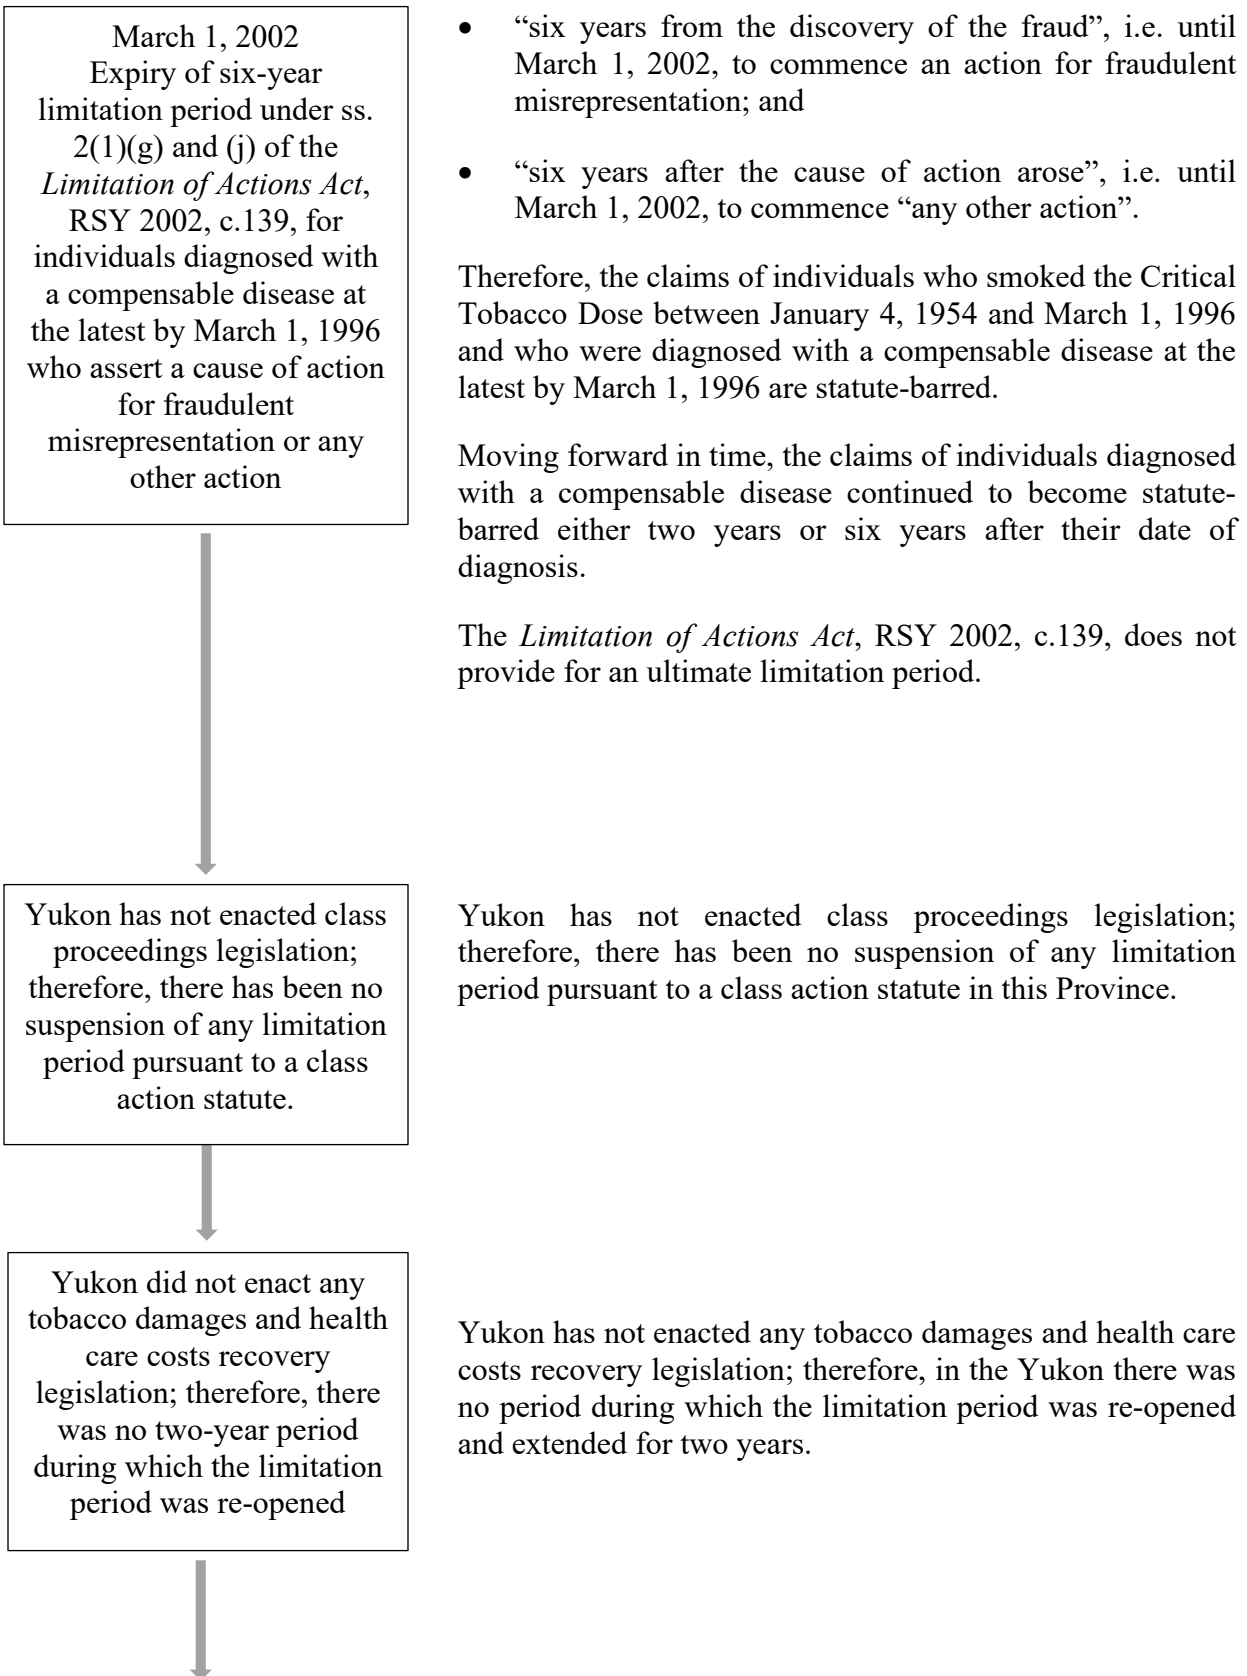 March 1, 2002
Expiry of six-year
limitation period under ss.
2(1)(g) and (j) of the
Limitation of Actions Act,
RSY 2002, c.139, for
individuals diagnosed with
a compensable disease at
the latest by March 1, 1996
who assert a cause of action
for fraudulent
misrepresentation or any
other action
• “six years from the discovery of the fraud”, i.e. until
March 1, 2002, to commence an action for fraudulent
misrepresentation; and
• “six years after the cause of action arose”, i.e. until
March 1, 2002, to commence “any other action”.
Therefore, the claims of individuals who smoked the Critical
Tobacco Dose between January 4, 1954 and March 1, 1996
and who were diagnosed with a compensable disease at the
latest by March 1, 1996 are statute-barred.
Moving forward in time, the claims of individuals diagnosed
with a compensable disease continued to become statute-
barred either two years or six years after their date of
diagnosis.
The Limitation of Actions Act, RSY 2002, c.139, does not
provide for an ultimate limitation period.
Yukon has not enacted class
proceedings legislation;
therefore, there has been no
suspension of any limitation
period pursuant to a class
action statute.
Yukon has not enacted class proceedings legislation;
therefore, there has been no suspension of any limitation
period pursuant to a class action statute in this Province.
Yukon did not enact any
tobacco damages and health
care costs recovery
legislation; therefore, there
was no two-year period
during which the limitation
period was re-opened
Yukon has not enacted any tobacco damages and health care
costs recovery legislation; therefore, in the Yukon there was
no period during which the limitation period was re-opened
and extended for two years.